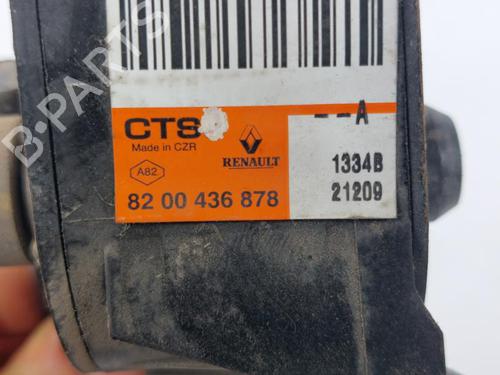 B-PARTS
--A
CTS
Made in CZR
RENAULT
1334B
A82
82 00 436 878
21209